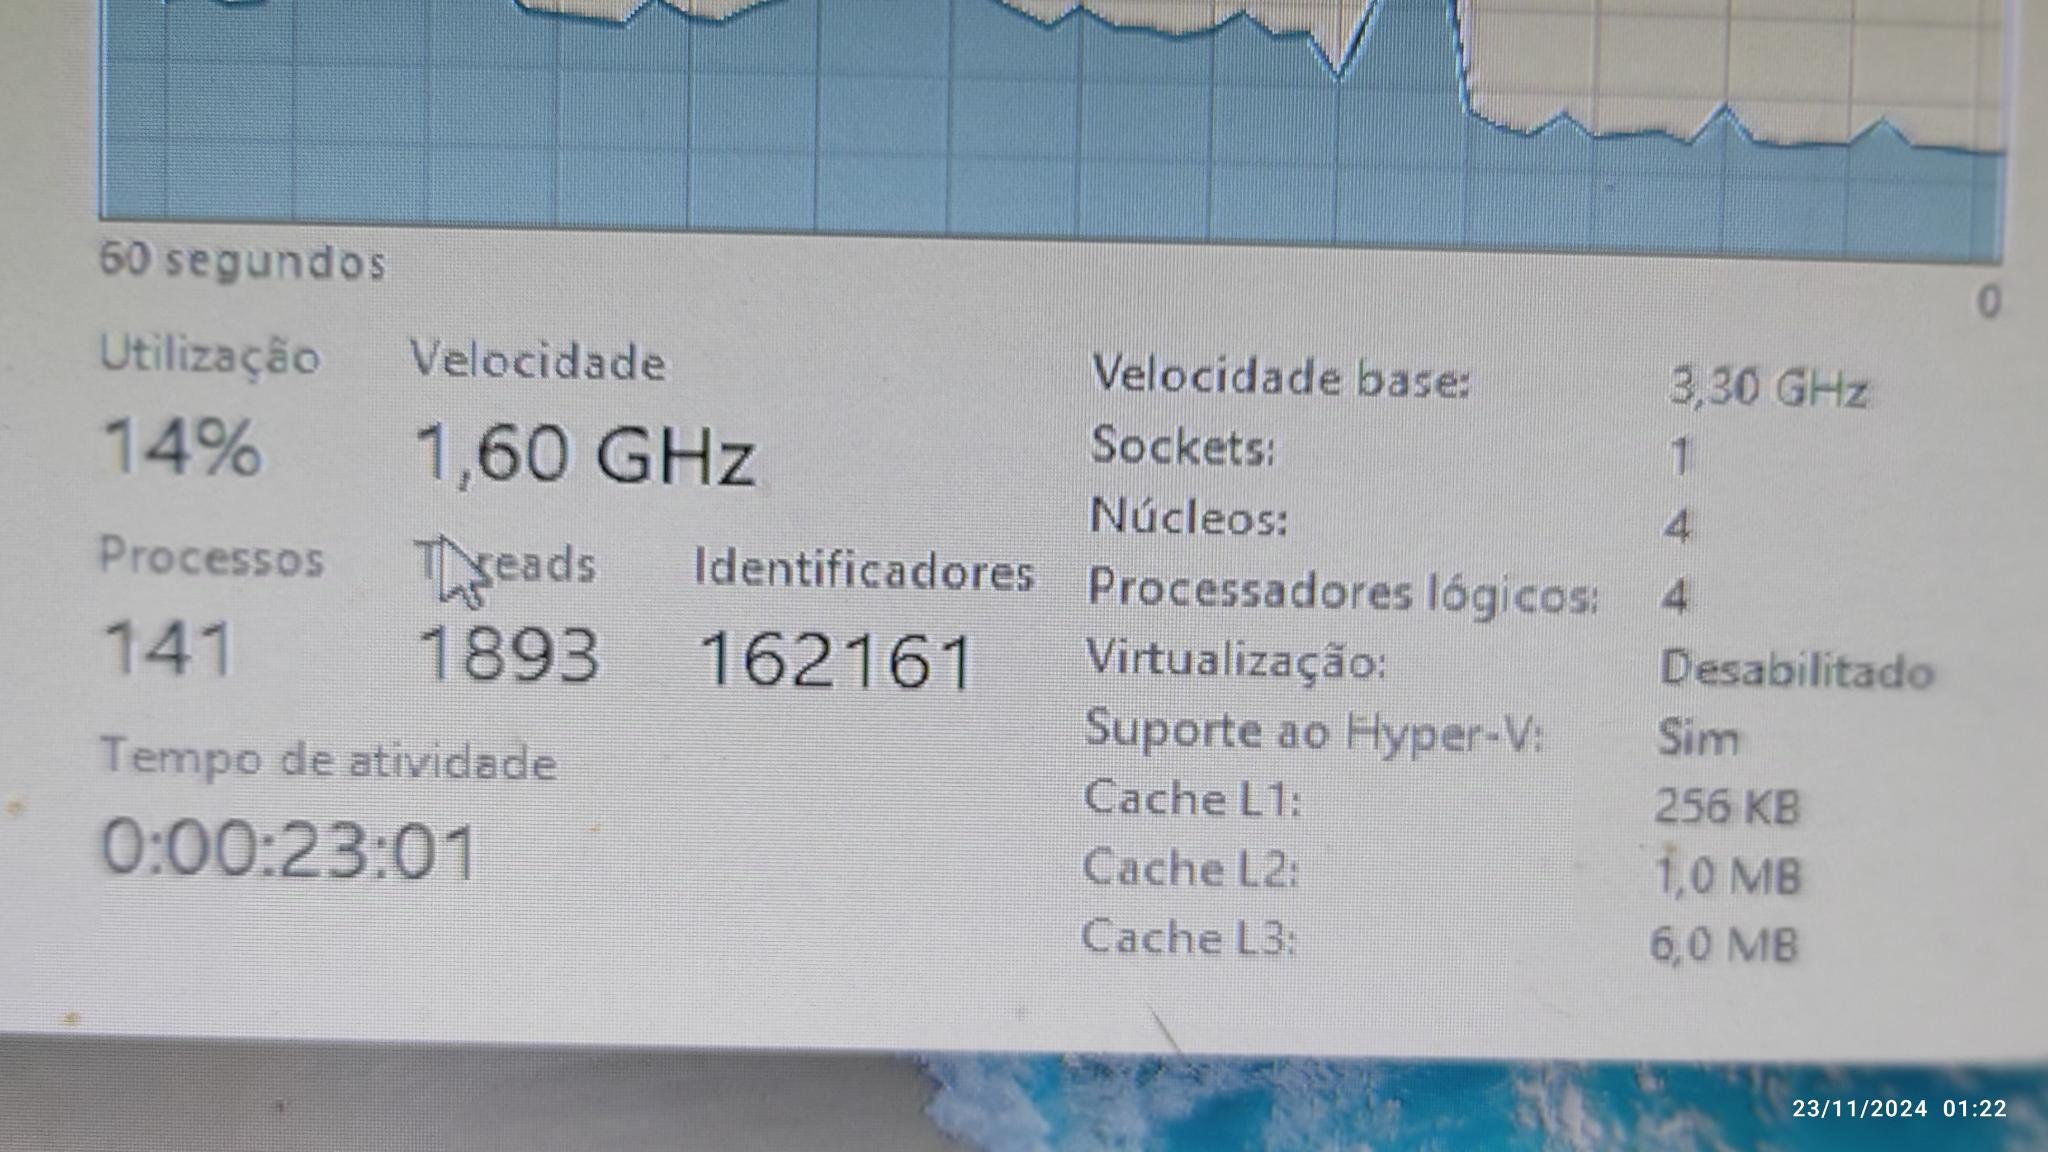 60 segundos
0
Utilização
Velocidade
14%
1,60 GHz
Processos
Threads
Identificadores
141
1893
162161
Tempo de atividade
0:00:23:01
Velocidade base:
3,30 GHz
Sockets:
1
Núcleos:
4
Processadores lógicos:
4
Virtualização:
Desabilitado
Suporte ao Hyper-V:
Sim
Cache L1:
256 KB
Cache L2:
1,0 MB
Cache L3:
6,0 MB
23/11/2024 01:22